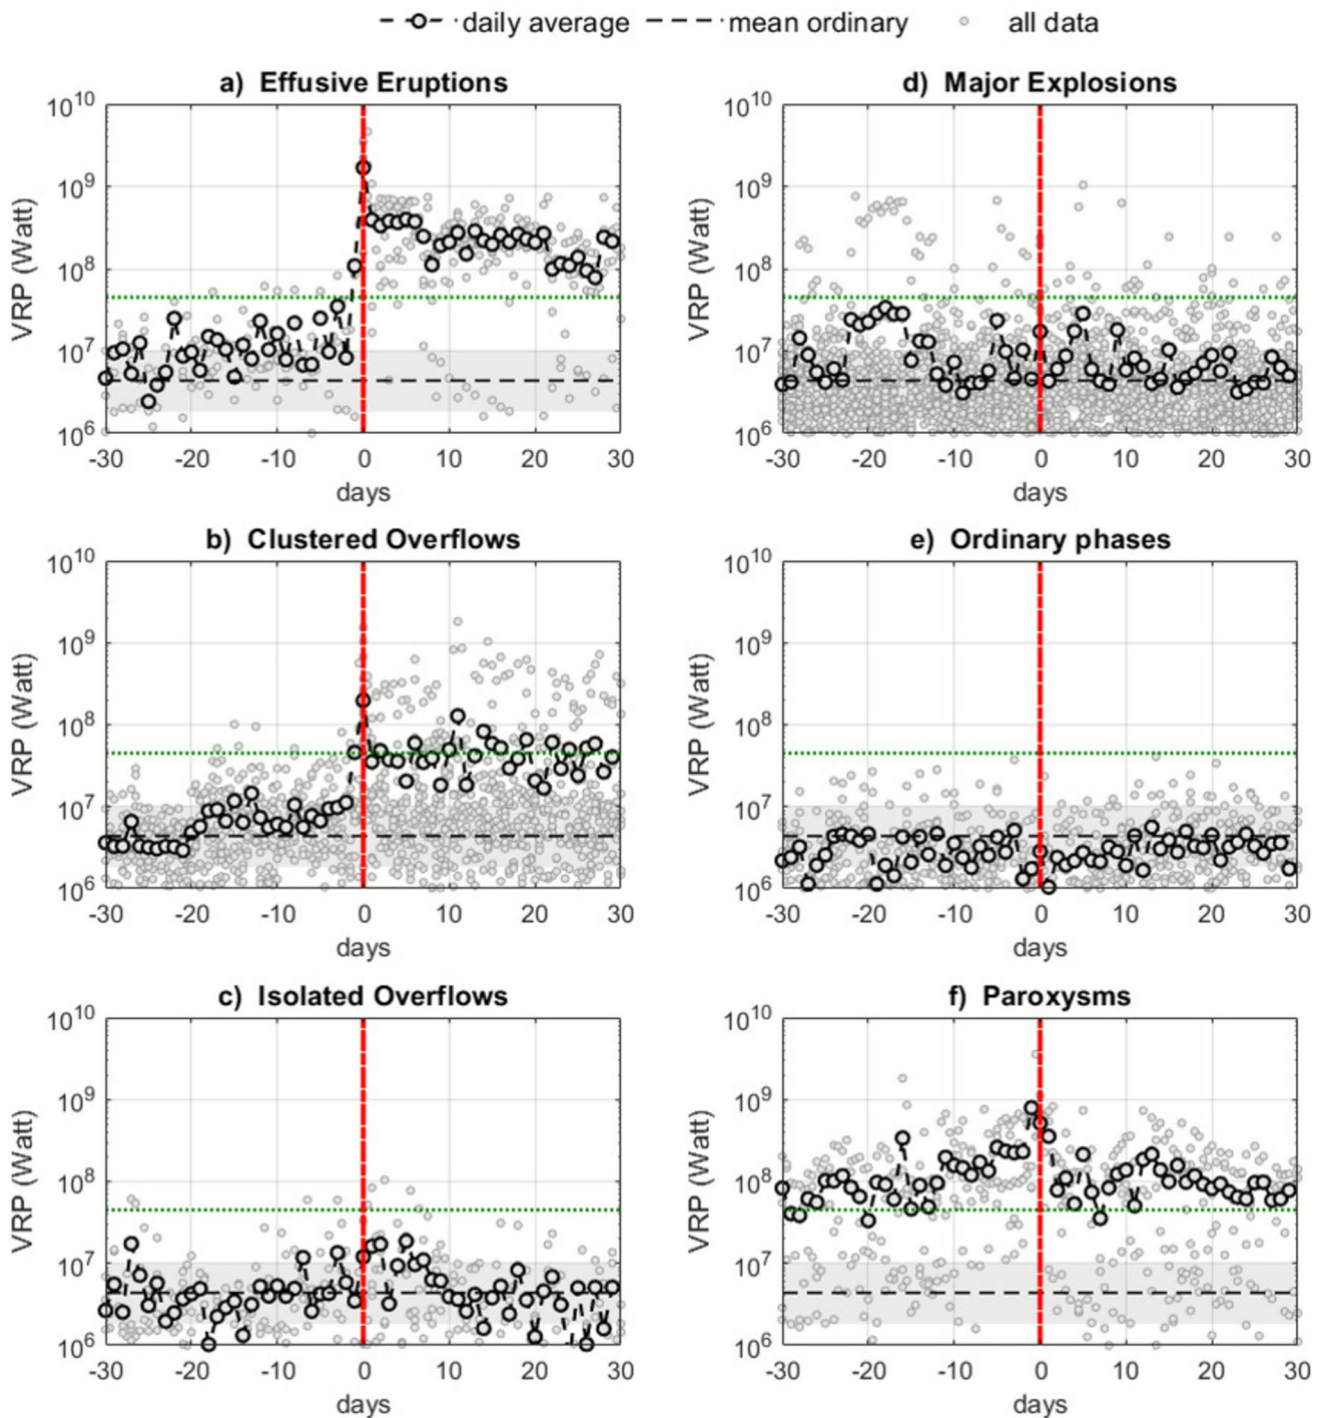 daily average mean ordinary all data
a) Effusive Eruptions
10^10
10^9
10^8
10^7
10^6
VRP (Watt)
-30 -20 -10 0 10 20 30
days
d) Major Explosions
10^10
10^9
10^8
10^7
10^6
VRP (Watt)
-30 -20 -10 0 10 20 30
days
b) Clustered Overflows
10^10
10^9
10^8
10^7
10^6
VRP (Watt)
-30 -20 -10 0 10 20 30
days
e) Ordinary phases
10^10
10^9
10^8
10^7
10^6
VRP (Watt)
-30 -20 -10 0 10 20 30
days
c) Isolated Overflows
10^10
10^9
10^8
10^7
10^6
VRP (Watt)
-30 -20 -10 0 10 20 30
days
f) Paroxysms
10^10
10^9
10^8
10^7
10^6
VRP (Watt)
-30 -20 -10 0 10 20 30
days